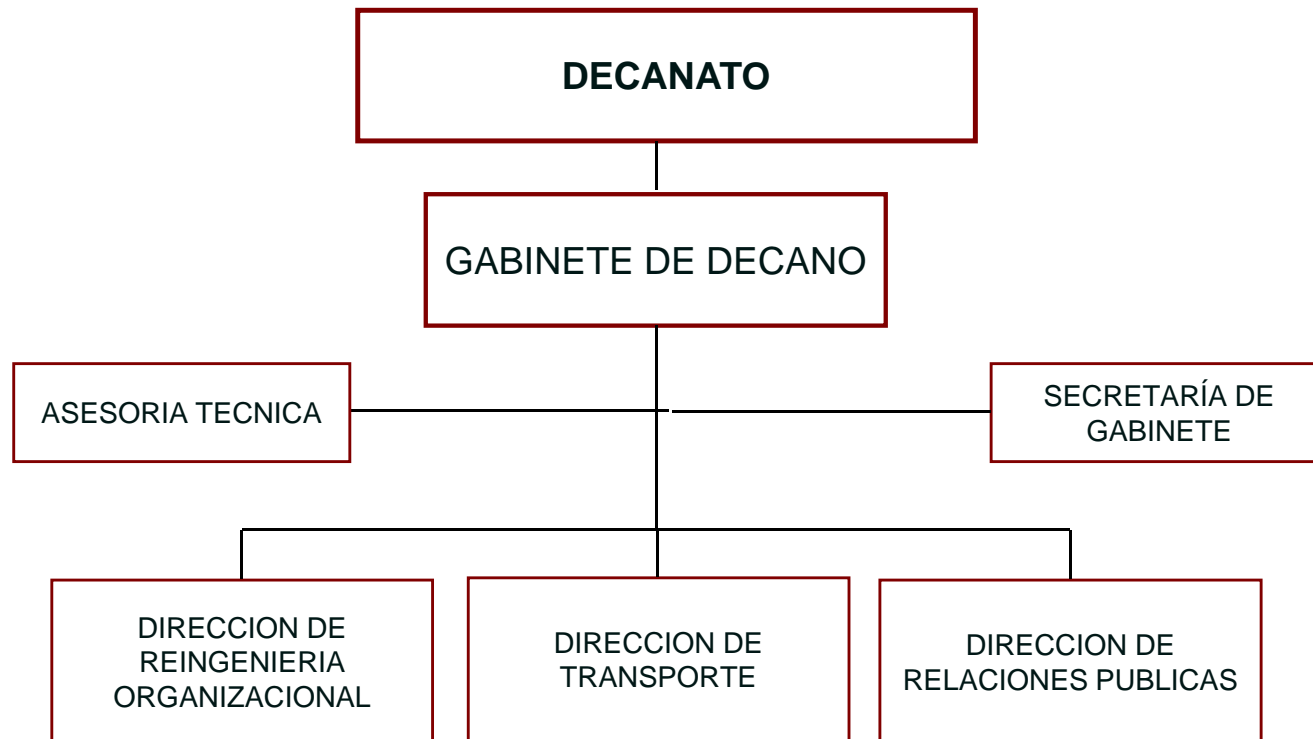 DECANATO
GABINETE DE DECANO
ASESORIA TECNICA
SECRETARÍA DE
GABINETE
DIRECCION DE
REINGENIERIA
ORGANIZACIONAL
DIRECCION DE
TRANSPORTE
DIRECCION DE
RELACIONES PUBLICAS